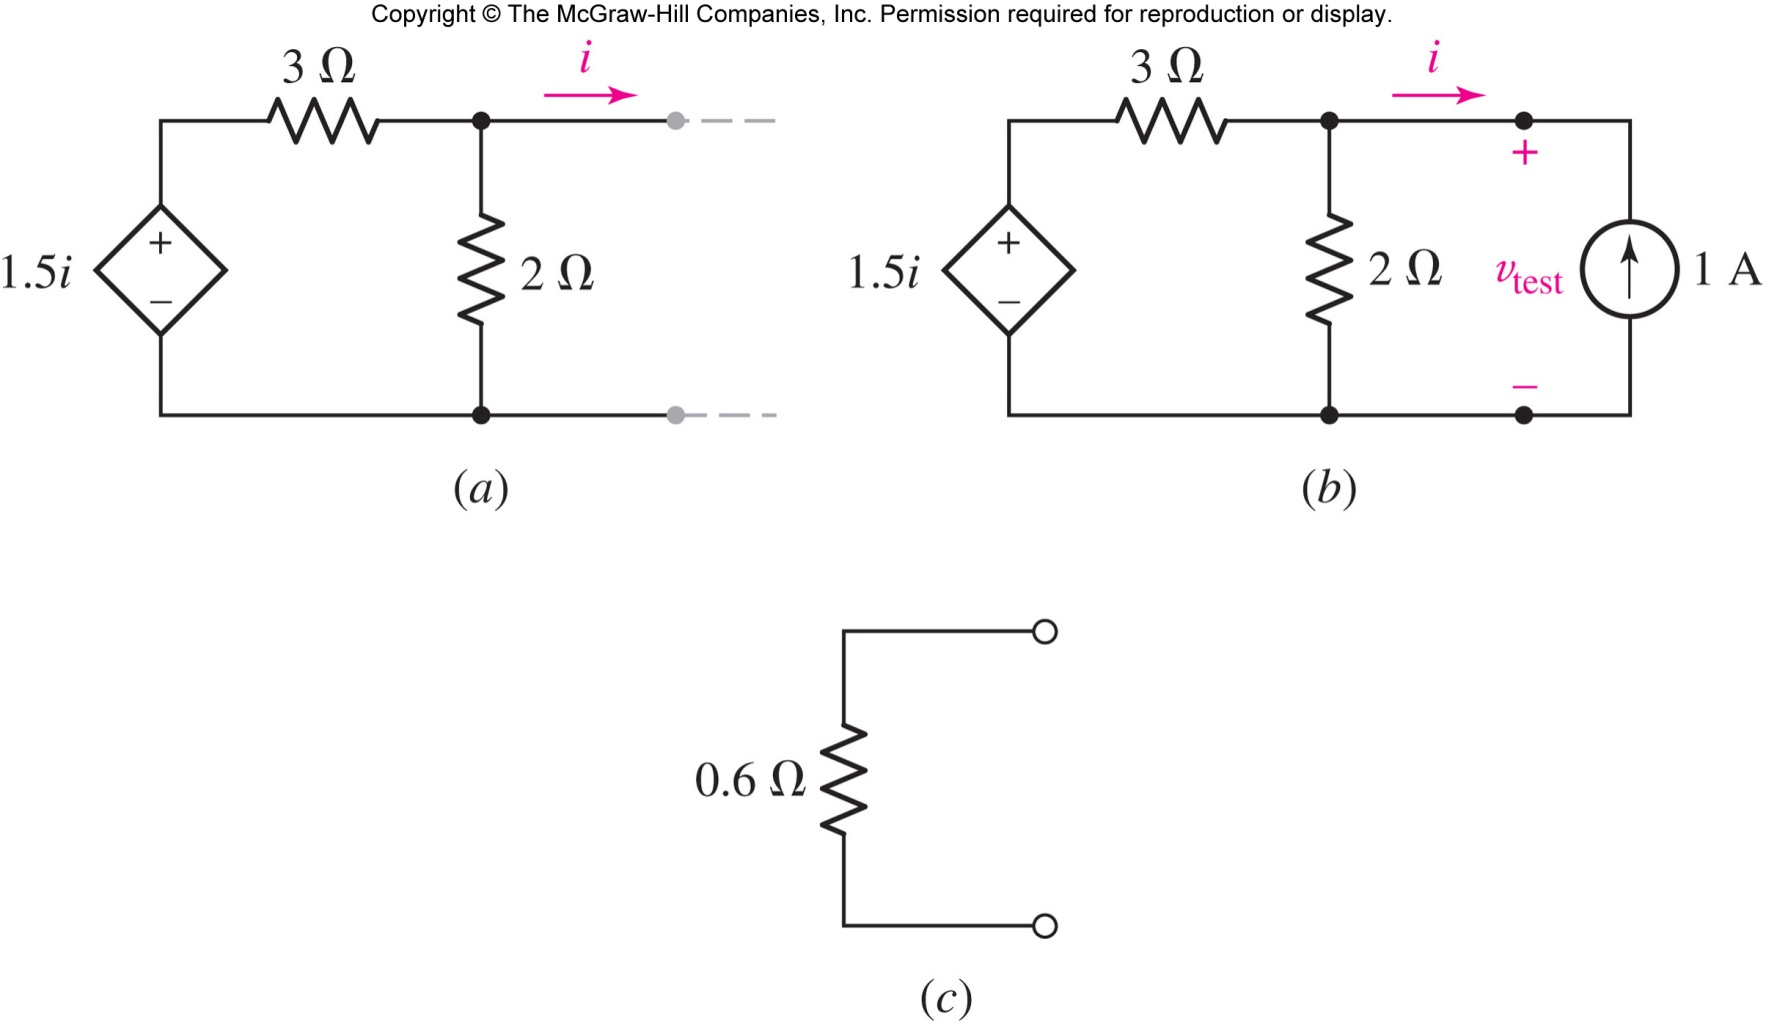 Copyright © The McGraw-Hill Companies, Inc. Permission required for reproduction or display.
3 Ω
i
1.5i
+
−
2 Ω
(a)
3 Ω
i
1.5i
+
−
2 Ω
+
v_test
−
1 A
(b)
0.6 Ω
(c)